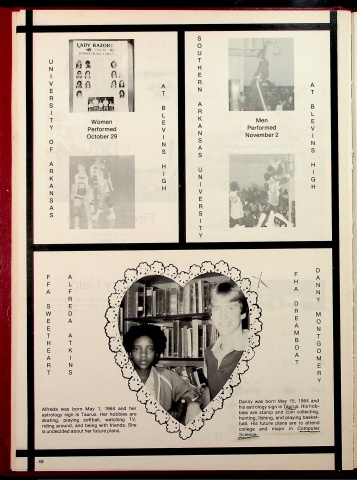 UNIVERSITY OF ARKANSAS
LADY RAZOR
Women
Performed
October 29
AT BLEVINS HIGH
SOUTHERN ARKANSAS UNIVERSITY
Men
Performed
November 2
AT BLEVINS HIGH
FFA SWEETHEART
ALFREDA ATKINS
FHA DREAMBOAT
DANNY MONTGOMERY
Alfreda was born May 1, 1964 and her
astrology sign is Taurus. Her hobbies are
skating, playing softball, watching TV,
riding around, and being with friends. She
is undecided about her future plans.
Danny was born May 15, 1964 and
his astrology sign is Taurus. His hob-
bies are stamp and coin collecting,
hunting, fishing, and playing basket-
ball. His future plans are to attend
college and major in Computer
Science.